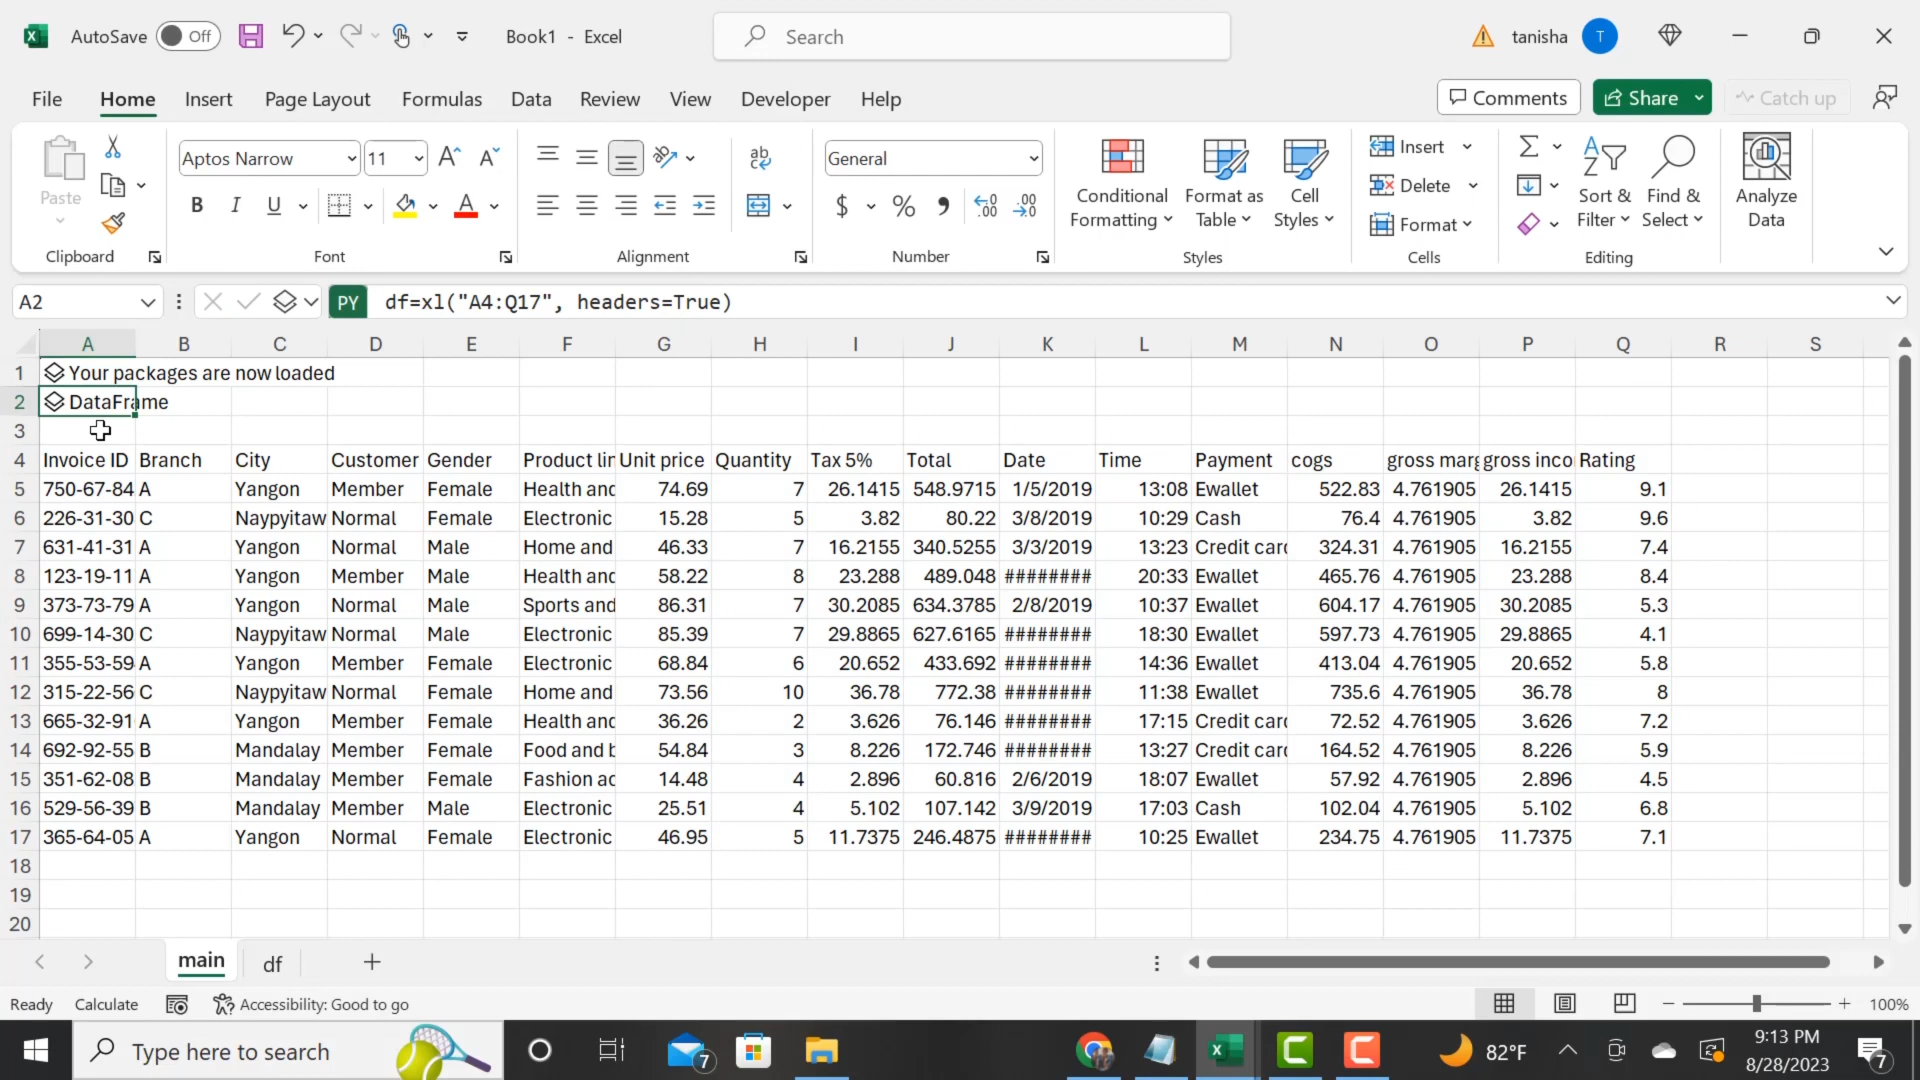 AutoSave Off Book1 - Excel Search tanisha T
File Home Insert Page Layout Formulas Data Review View Developer Help Comments Share Catch up
Paste Aptos Narrow 11 General Conditional Formatting Format as Table Cell Styles Insert Delete Format Sort & Filter Find & Select Analyze Data
Clipboard Font Alignment Number Styles Cells Editing
A2 PY df=xl("A4:Q17", headers=True)
A B C D E F G H I J K L M N O P Q R S
1 Your packages are now loaded
2 DataFrame
3
4 Invoice ID Branch City Customer Gender Product lin Unit price Quantity Tax 5% Total Date Time Payment cogs gross marg gross inco Rating
5 750-67-84 A Yangon Member Female Health and 74.69 7 26.1415 548.9715 1/5/2019 13:08 Ewallet 522.83 4.761905 26.1415 9.1
6 226-31-30 C Naypyitaw Normal Female Electronic 15.28 5 3.82 80.22 3/8/2019 10:29 Cash 76.4 4.761905 3.82 9.6
7 631-41-31 A Yangon Normal Male Home and 46.33 7 16.2155 340.5255 3/3/2019 13:23 Credit card 324.31 4.761905 16.2155 7.4
8 123-19-11 A Yangon Member Male Health and 58.22 8 23.288 489.048 ######## 20:33 Ewallet 465.76 4.761905 23.288 8.4
9 373-73-79 A Yangon Normal Male Sports and 86.31 7 30.2085 634.3785 2/8/2019 10:37 Ewallet 604.17 4.761905 30.2085 5.3
10 699-14-30 C Naypyitaw Normal Male Electronic 85.39 7 29.8865 627.6165 ######## 18:30 Ewallet 597.73 4.761905 29.8865 4.1
11 355-53-59 A Yangon Member Female Electronic 68.84 6 20.652 433.692 ######## 14:36 Ewallet 413.04 4.761905 20.652 5.8
12 315-22-56 C Naypyitaw Normal Female Home and 73.56 10 36.78 772.38 ######## 11:38 Ewallet 735.6 4.761905 36.78 8
13 665-32-91 A Yangon Member Female Health and 36.26 2 3.626 76.146 ######## 17:15 Credit card 72.52 4.761905 3.626 7.2
14 692-92-55 B Mandalay Member Female Food and b 54.84 3 8.226 172.746 ######## 13:27 Credit card 164.52 4.761905 8.226 5.9
15 351-62-08 B Mandalay Member Female Fashion ac 14.48 4 2.896 60.816 2/6/2019 18:07 Ewallet 57.92 4.761905 2.896 4.5
16 529-56-39 B Mandalay Member Male Electronic 25.51 4 5.102 107.142 3/9/2019 17:03 Cash 102.04 4.761905 5.102 6.8
17 365-64-05 A Yangon Normal Female Electronic 46.95 5 11.7375 246.4875 ######## 10:25 Ewallet 234.75 4.761905 11.7375 7.1
18
19
20
main df
Ready Calculate Accessibility: Good to go 100%
Type here to search 7 82°F 9:13 PM 7
8/28/2023